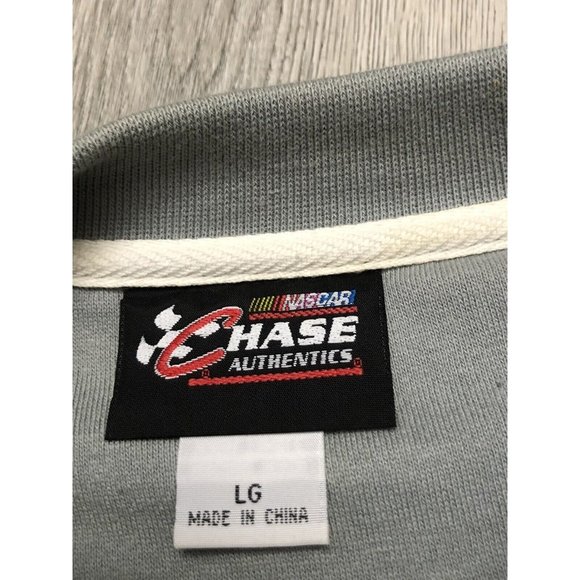 NASCAR
CHASE
AUTHENTICS
LG
MADE IN CHINA